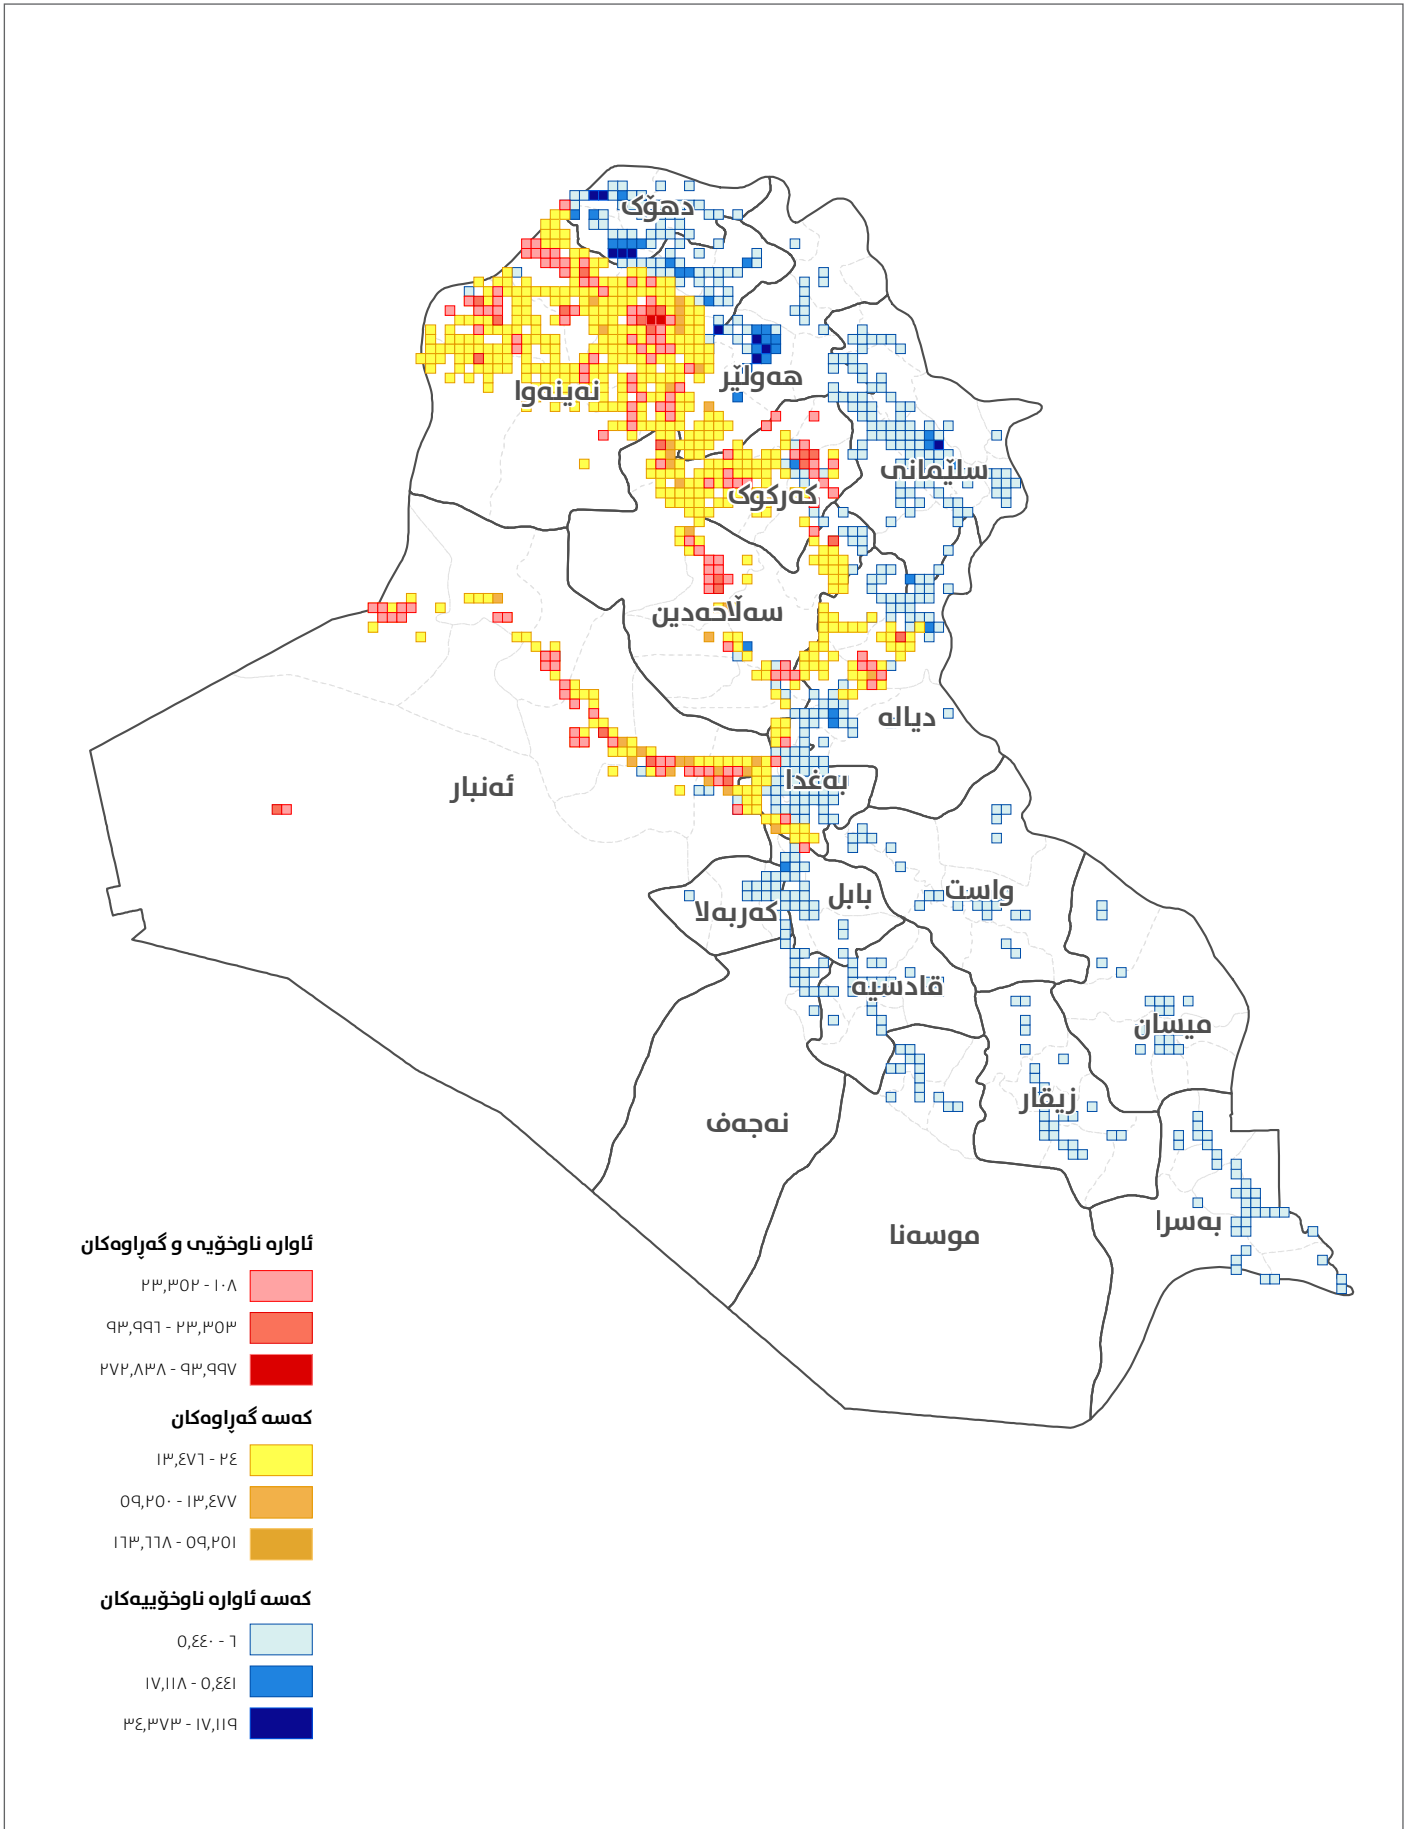 دهۆک
هەولێر
نەینەوا
سلێمانی
کەرکوک
سەڵاحەدین
دیالە
ئەنبار
بەغدا
واست
بابل
کەربەلا
قادسیە
میسان
زیقار
نەجەف
بەسرا
موسەنا
ئاوارە ناوخۆیی و گەڕاوەکان
١٠٨ - ٢٣,٣٥٢
٢٣,٣٥٣ - ٩٣,٩٩٦
٩٣,٩٩٧ - ٢٧٢,٨٣٨
کەسە گەڕاوەکان
٢٤ - ١٣,٤٧٦
١٣,٤٧٧ - ٥٩,٢٥٠
٥٩,٢٥١ - ١٦٣,٦٦٨
کەسە ئاوارە ناوخۆییەکان
٦ - ٥,٤٤٠
٥,٤٤١ - ١٧,١١٨
١٧,١١٩ - ٣٤,٣٧٣